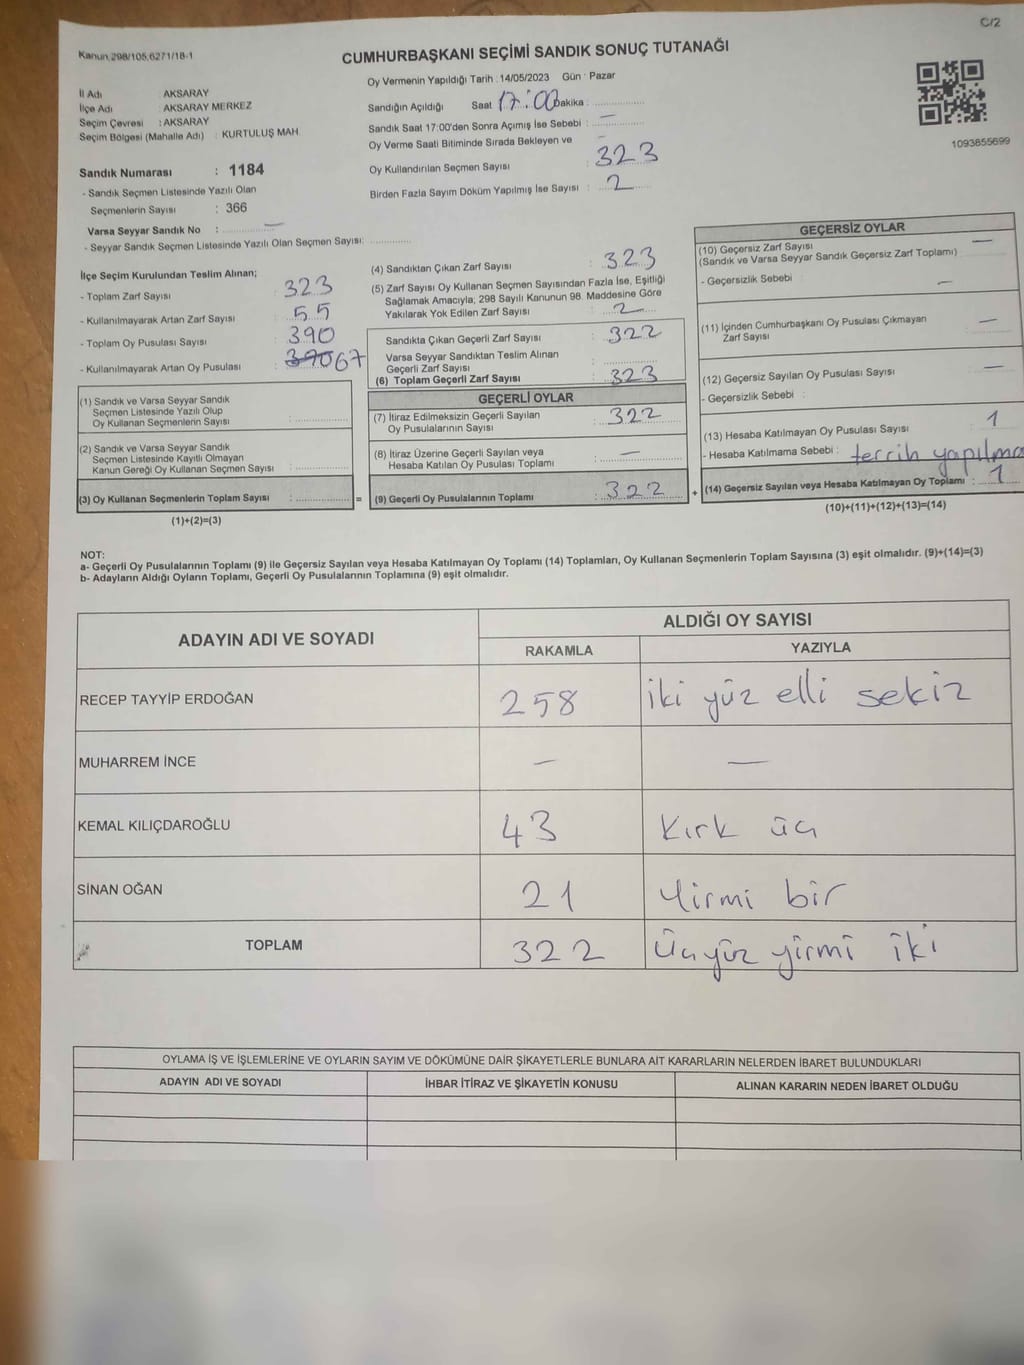 C/2
Kanun 298/105,6271/18-1
CUMHURBAŞKANI SEÇİMİ SANDIK SONUÇ TUTANAĞI
Oy Vermenin Yapıldığı Tarih : 14/05/2023 Gün : Pazar
İl Adı : AKSARAY
İlçe Adı : AKSARAY MERKEZ
Seçim Çevresi : AKSARAY
Seçim Bölgesi (Mahalle Adı) : KURTULUŞ MAH.
Sandık Numarası : 1184
- Sandık Seçmen Listesinde Yazılı Olan
Seçmenlerin Sayısı : 366
Varsa Seyyar Sandık No : —
- Seyyar Sandık Seçmen Listesinde Yazılı Olan Seçmen Sayısı:
Sandığın Açıldığı Saat 17:00 Dakika :
Sandık Saat 17:00'den Sonra Açımış İse Sebebi : —
Oy Verme Saati Bitiminde Sırada Bekleyen ve —
Oy Kullandırılan Seçmen Sayısı : 323
Birden Fazla Sayım Döküm Yapılmış İse Sayısı : 2
1093855699
İlçe Seçim Kurulundan Teslim Alınan;
- Toplam Zarf Sayısı : 323
- Kullanılmayarak Artan Zarf Sayısı : 55
- Toplam Oy Pusulası Sayısı : 390
- Kullanılmayarak Artan Oy Pusulası : 390 67
(1) Sandık ve Varsa Seyyar Sandık
Seçmen Listesinde Yazılı Olup
Oy Kullanan Seçmenlerin Sayısı :
(2) Sandık ve Varsa Seyyar Sandık
Seçmen Listesinde Kayıtlı Olmayan
Kanun Gereği Oy Kullanan Seçmen Sayısı :
(3) Oy Kullanan Seçmenlerin Toplam Sayısı : =
(1)+(2)=(3)
(4) Sandıktan Çıkan Zarf Sayısı : 323
(5) Zarf Sayısı Oy Kullanan Seçmen Sayısından Fazla İse, Eşitliği
Sağlamak Amacıyla, 298 Sayılı Kanunun 98. Maddesine Göre
Yakılarak Yok Edilen Zarf Sayısı : 2
Sandıkta Çıkan Geçerli Zarf Sayısı : 322
Varsa Seyyar Sandıktan Teslim Alınan
Geçerli Zarf Sayısı :
(6) Toplam Geçerli Zarf Sayısı : 323
GEÇERLİ OYLAR
(7) İtiraz Edilmeksizin Geçerli Sayılan : 322
Oy Pusulalarının Sayısı
(8) İtiraz Üzerine Geçerli Sayılan veya : —
Hesaba Katılan Oy Pusulası Toplamı
(9) Geçerli Oy Pusulalarının Toplamı : 322 +
GEÇERSİZ OYLAR
(10) Geçersiz Zarf Sayısı —
(Sandık ve Varsa Seyyar Sandık Geçersiz Zarf Toplamı)
- Geçersizlik Sebebi : —
(11) İçinden Cumhurbaşkanı Oy Pusulası Çıkmayan —
Zarf Sayısı
(12) Geçersiz Sayılan Oy Pusulası Sayısı —
- Geçersizlik Sebebi :
(13) Hesaba Katılmayan Oy Pusulası Sayısı : 1
- Hesaba Katılmama Sebebi : tercih yapılma
(14) Geçersiz Sayılan veya Hesaba Katılmayan Oy Toplamı : 1
(10)+(11)+(12)+(13)=(14)
NOT:
a- Geçerli Oy Pusulalarının Toplamı (9) ile Geçersiz Sayılan veya Hesaba Katılmayan Oy Toplamı (14) Toplamları, Oy Kullanan Seçmenlerin Toplam Sayısına (3) eşit olmalıdır. (9)+(14)=(3)
b- Adayların Aldığı Oyların Toplamı, Geçerli Oy Pusulalarının Toplamına (9) eşit olmalıdır.
ADAYIN ADI VE SOYADI
ALDIĞI OY SAYISI
RAKAMLA YAZIYLA
RECEP TAYYİP ERDOĞAN 258 iki yüz elli sekiz
MUHARREM İNCE — —
KEMAL KILIÇDAROĞLU 43 Kırk üç
SİNAN OĞAN 21 Yirmi bir
TOPLAM 322 Üçyüz yirmi iki
OYLAMA İŞ VE İŞLEMLERİNE VE OYLARIN SAYIM VE DÖKÜMÜNE DAİR ŞİKAYETLERLE BUNLARA AİT KARARLARIN NELERDEN İBARET BULUNDUKLARI
ADAYIN ADI VE SOYADI İHBAR İTİRAZ VE ŞİKAYETİN KONUSU ALINAN KARARIN NEDEN İBARET OLDUĞU